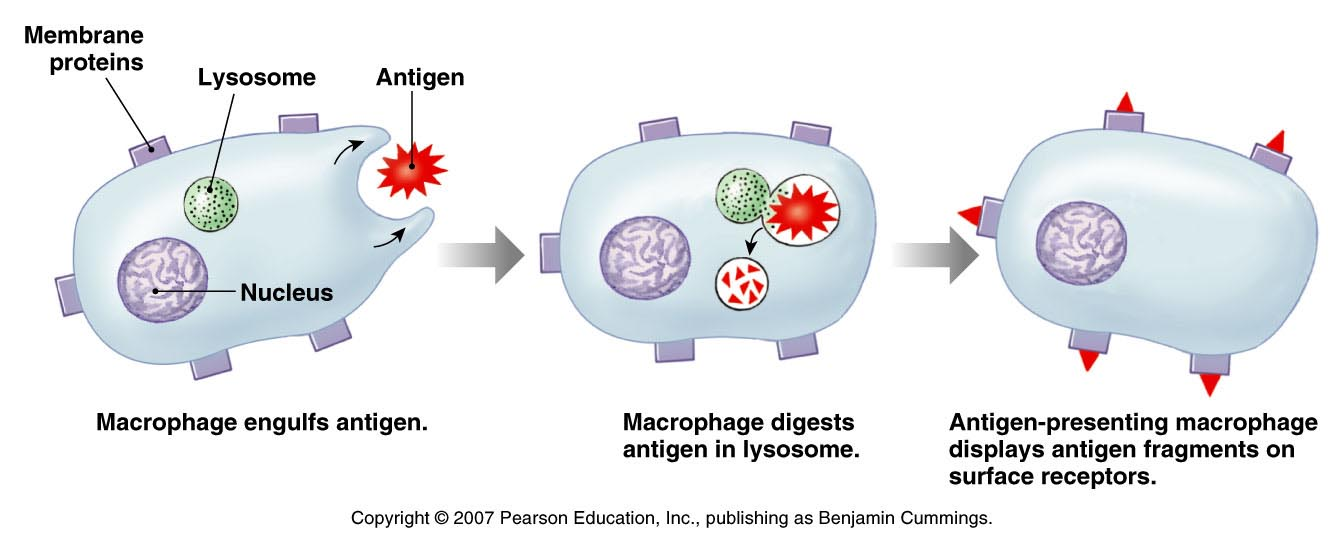 Membrane
proteins
Lysosome
Antigen
Nucleus
Macrophage engulfs antigen.
Macrophage digests
antigen in lysosome.
Antigen-presenting macrophage
displays antigen fragments on
surface receptors.
Copyright © 2007 Pearson Education, Inc., publishing as Benjamin Cummings.